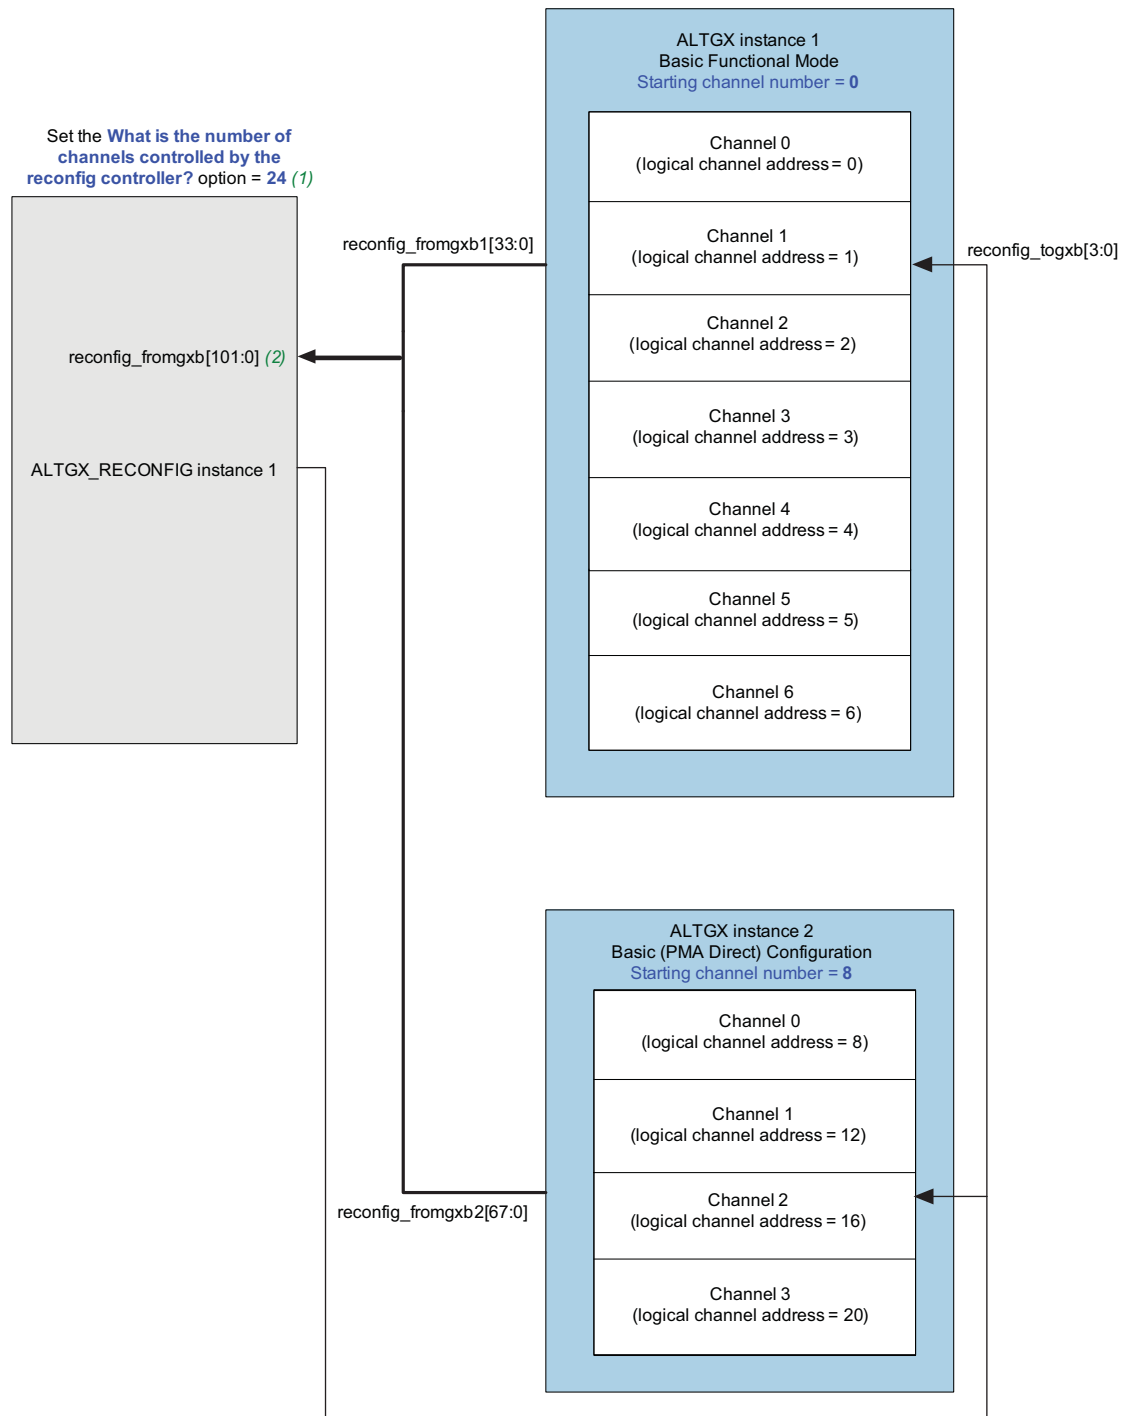 ALTGX instance 1
Basic Functional Mode
Starting channel number = 0
Set the What is the number of
channels controlled by the
reconfig controller? option = 24 (1)
Channel 0
(logical channel address = 0)
Channel 1
(logical channel address = 1)
Channel 2
(logical channel address = 2)
Channel 3
(logical channel address = 3)
Channel 4
(logical channel address = 4)
Channel 5
(logical channel address = 5)
Channel 6
(logical channel address = 6)
reconfig_fromgxb1[33:0]
reconfig_togxb[3:0]
reconfig_fromgxb[101:0] (2)
ALTGX_RECONFIG instance 1
ALTGX instance 2
Basic (PMA Direct) Configuration
Starting channel number = 8
Channel 0
(logical channel address = 8)
Channel 1
(logical channel address = 12)
Channel 2
(logical channel address = 16)
Channel 3
(logical channel address = 20)
reconfig_fromgxb2[67:0]